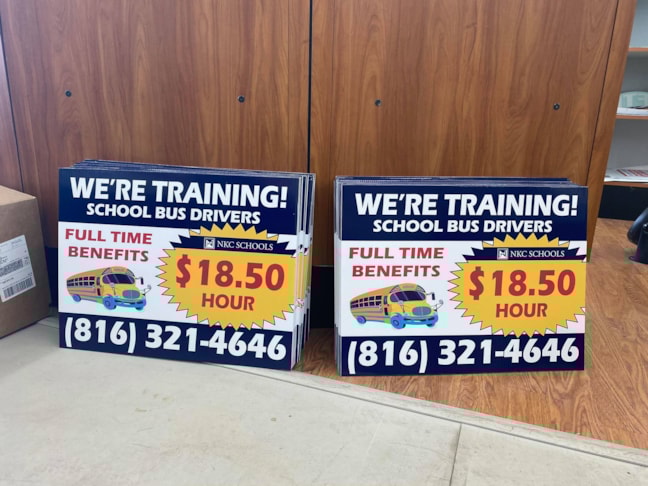 WE'RE TRAINING!
SCHOOL BUS DRIVERS
FULL TIME
BENEFITS
NKC SCHOOLS
$18.50
HOUR
(816) 321-4646
WE'RE TRAINING!
SCHOOL BUS DRIVERS
FULL TIME
BENEFITS
NKC SCHOOLS
$18.50
HOUR
(816) 321-4646